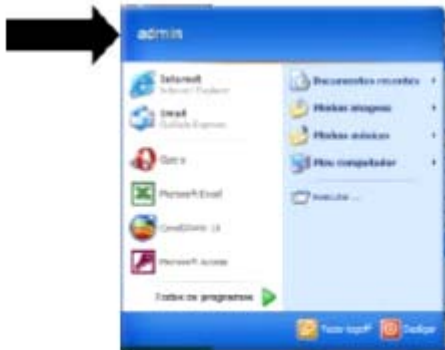 admin
Internet
Internet Explorer
Email
Outlook Express
Opera
Microsoft Excel
CorelDRAW
Microsoft Access
Todos os programas
Documentos recentes
Minhas imagens
Minhas músicas
Meu computador
Executar ...
Fazer logoff
Desligar